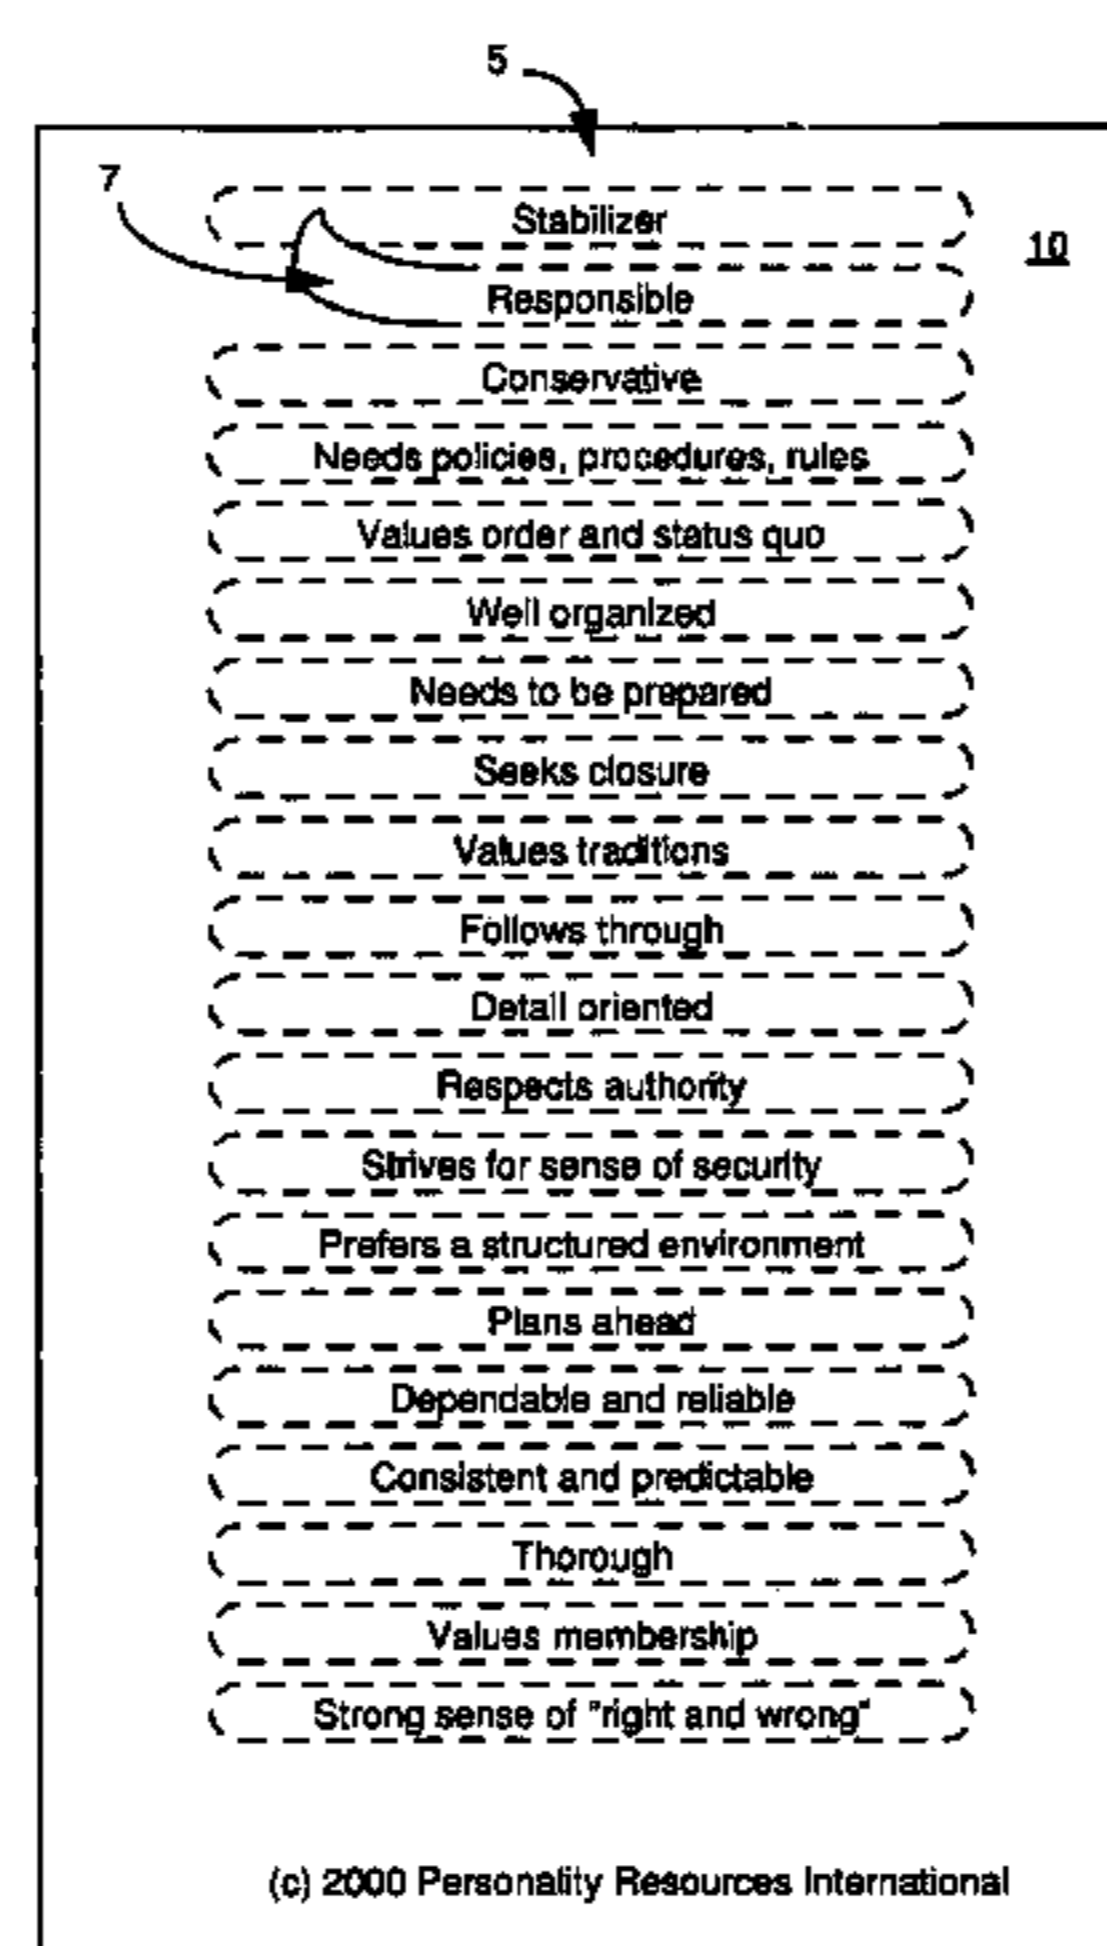 5
7
Stabilizer
10
Responsible
Conservative
Needs policies, procedures, rules
Values order and status quo
Well organized
Needs to be prepared
Seeks closure
Values traditions
Follows through
Detail oriented
Respects authority
Strives for sense of security
Prefers a structured environment
Plans ahead
Dependable and reliable
Consistent and predictable
Thorough
Values membership
Strong sense of "right and wrong"
(c) 2000 Personality Resources International